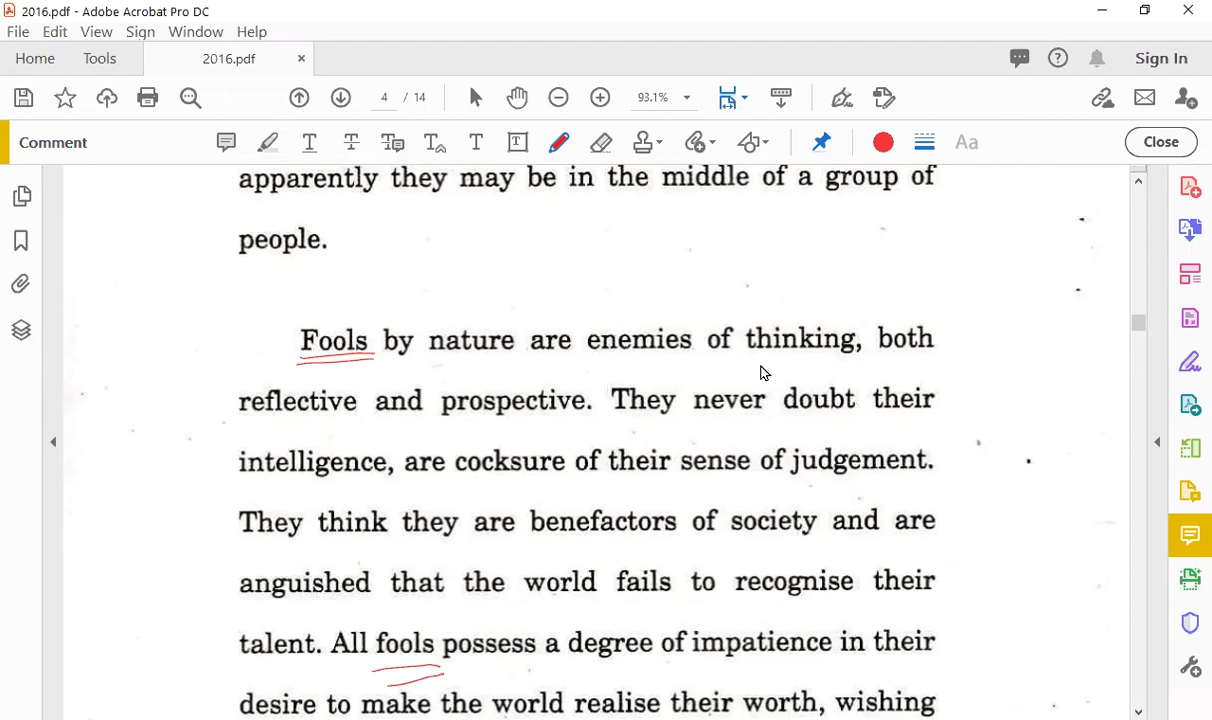 2016.pdf - Adobe Acrobat Pro DC
File Edit View Sign Window Help
Home Tools 2016.pdf × Sign In
4 / 14 93.1%
Comment Aa Close
apparently they may be in the middle of a group of
people.
Fools by nature are enemies of thinking, both
reflective and prospective. They never doubt their
intelligence, are cocksure of their sense of judgement.
They think they are benefactors of society and are
anguished that the world fails to recognise their
talent. All fools possess a degree of impatience in their
desire to make the world realise their worth, wishing